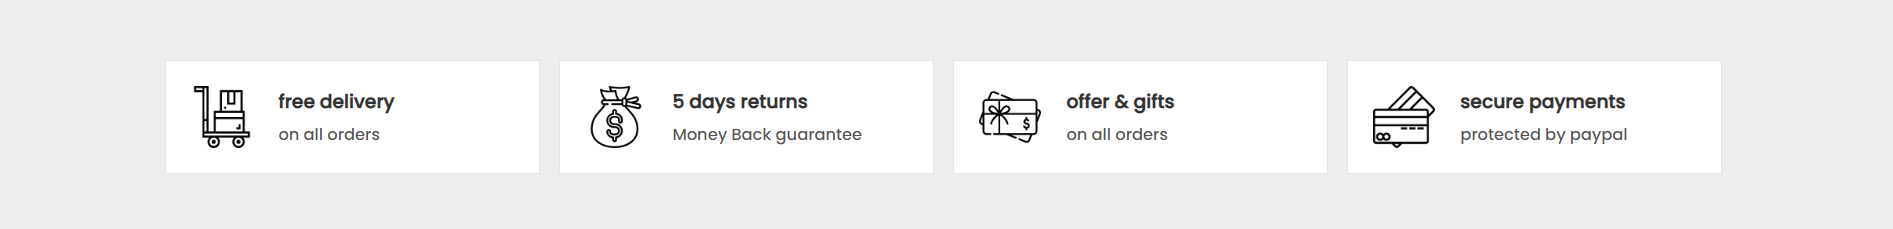 free delivery
on all orders
5 days returns
Money Back guarantee
offer & gifts
on all orders
secure payments
protected by paypal